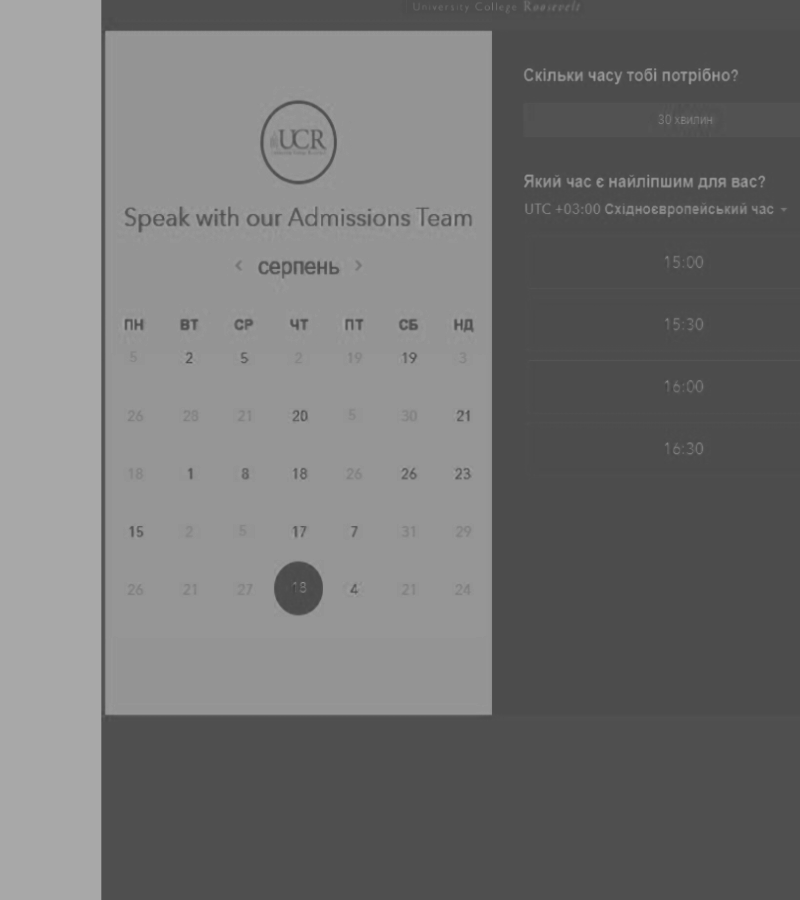 University College Roosevelt
UCR
Speak with our Admissions Team
серпень
ПН ВТ СР ЧТ ПТ СБ НД
5 2 5 2 19 19 3
26 28 21 20 5 30 21
18 1 8 18 26 26 23
15 2 5 17 7 31 29
26 21 27 18 4 21 24
Скільки часу тобі потрібно?
30 хвилин
Який час є найліпшим для вас?
UTC +03:00 Східноєвропейський час
15:00
15:30
16:00
16:30